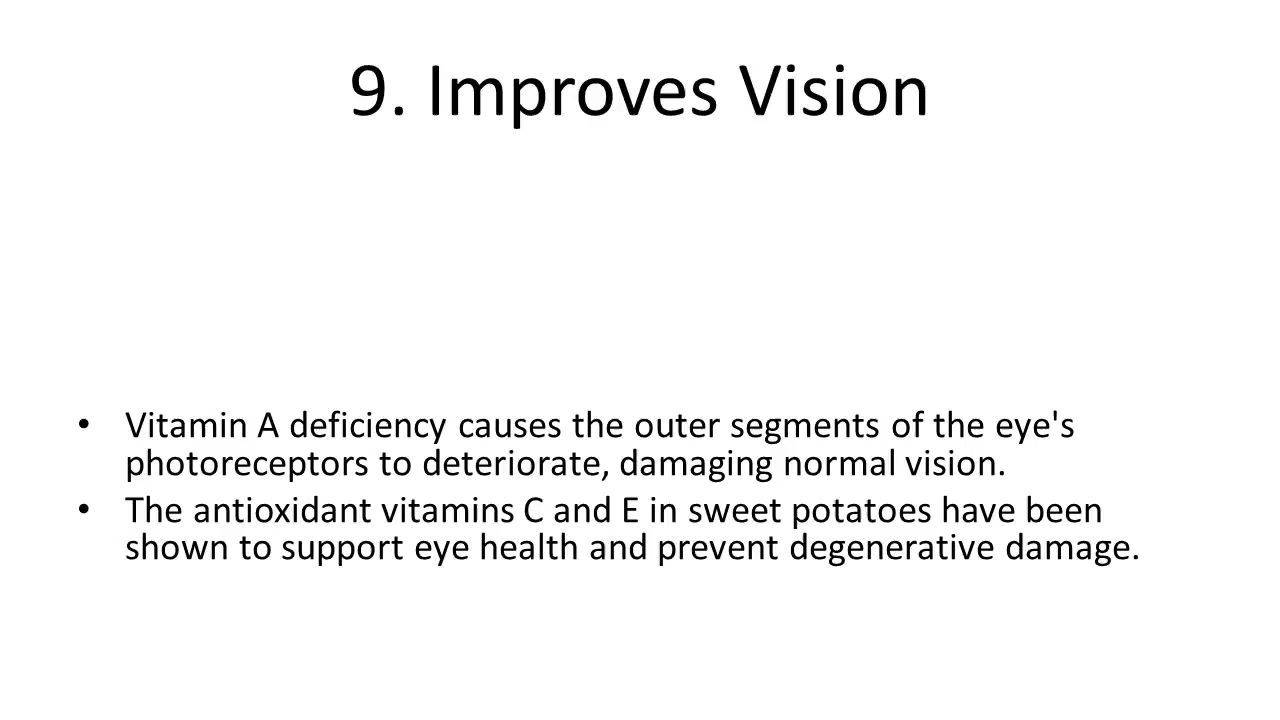 9. Improves Vision
• Vitamin A deficiency causes the outer segments of the eye's
photoreceptors to deteriorate, damaging normal vision.
• The antioxidant vitamins C and E in sweet potatoes have been
shown to support eye health and prevent degenerative damage.